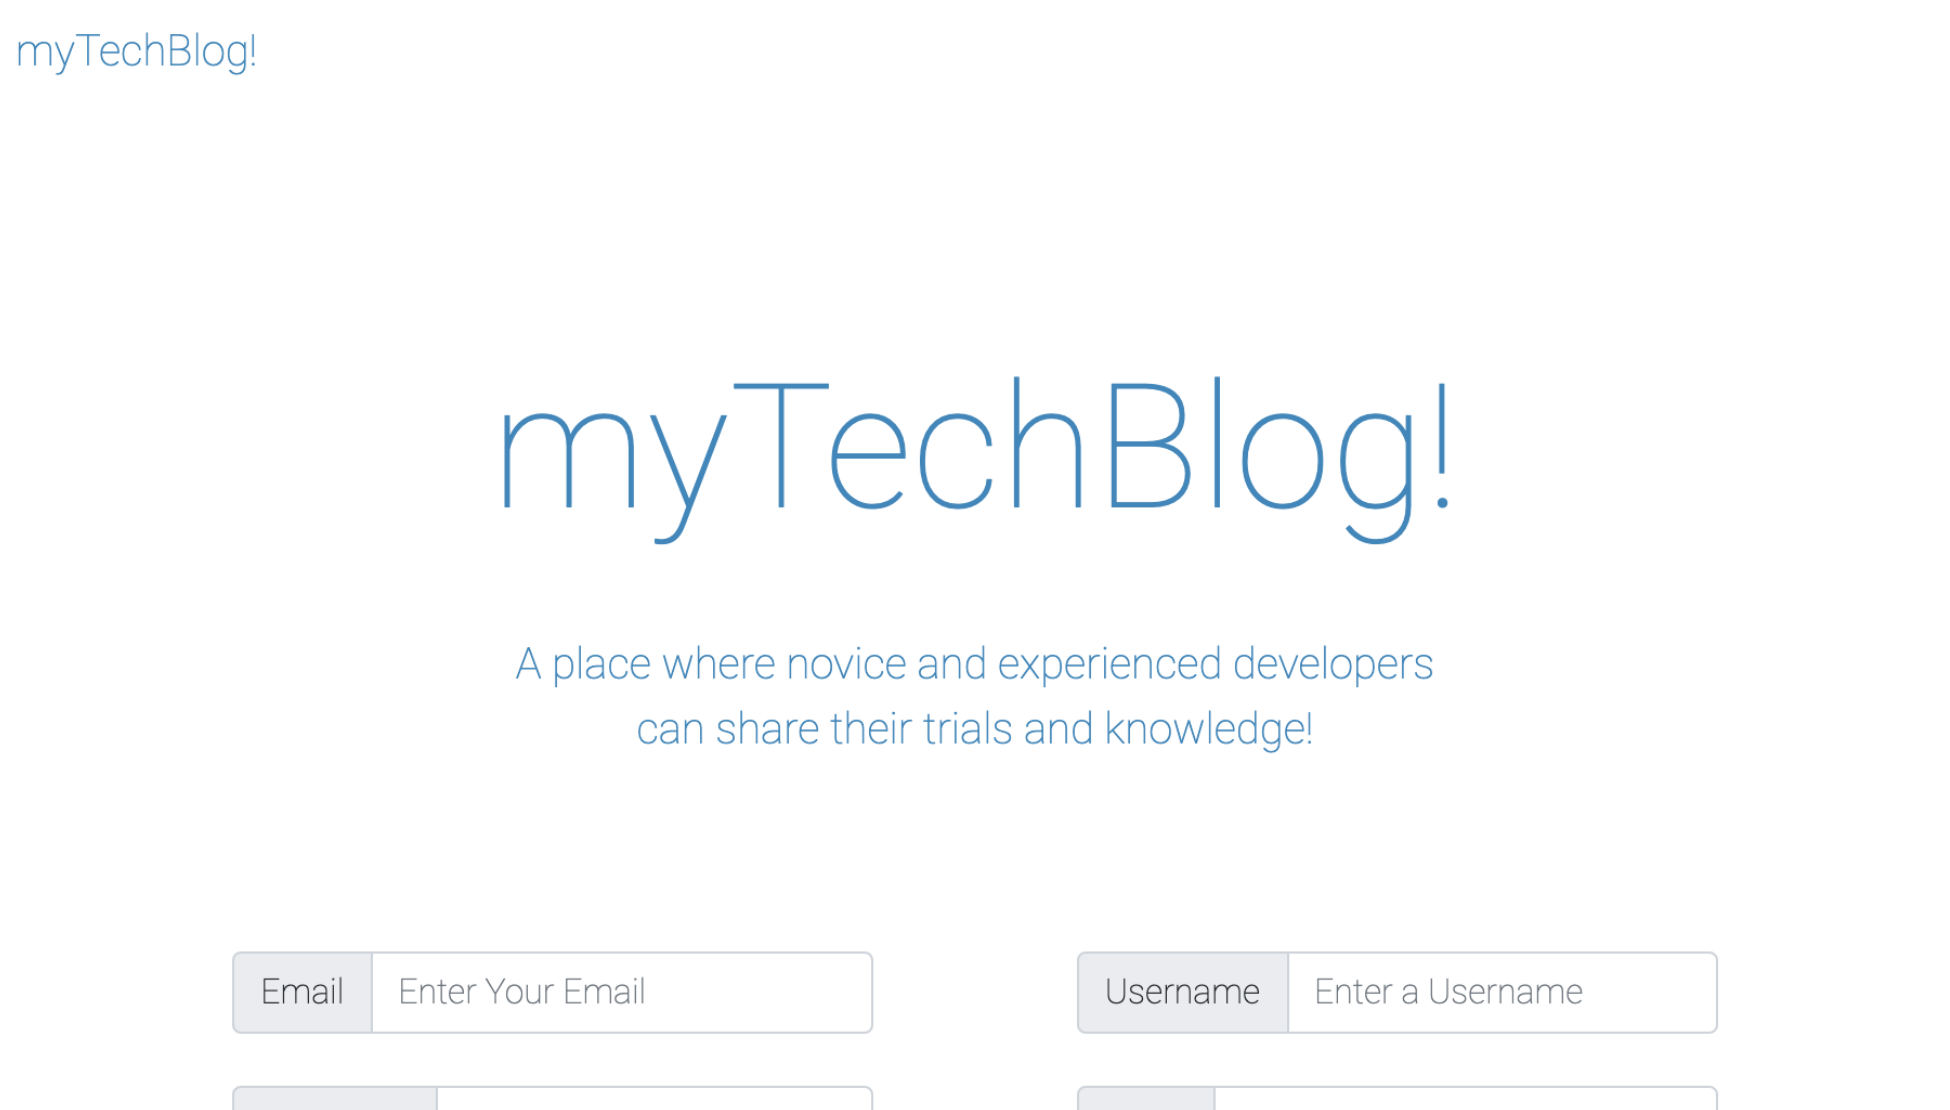 myTechBlog!
myTechBlog!
A place where novice and experienced developers
can share their trials and knowledge!
Email Enter Your Email
Username Enter a Username